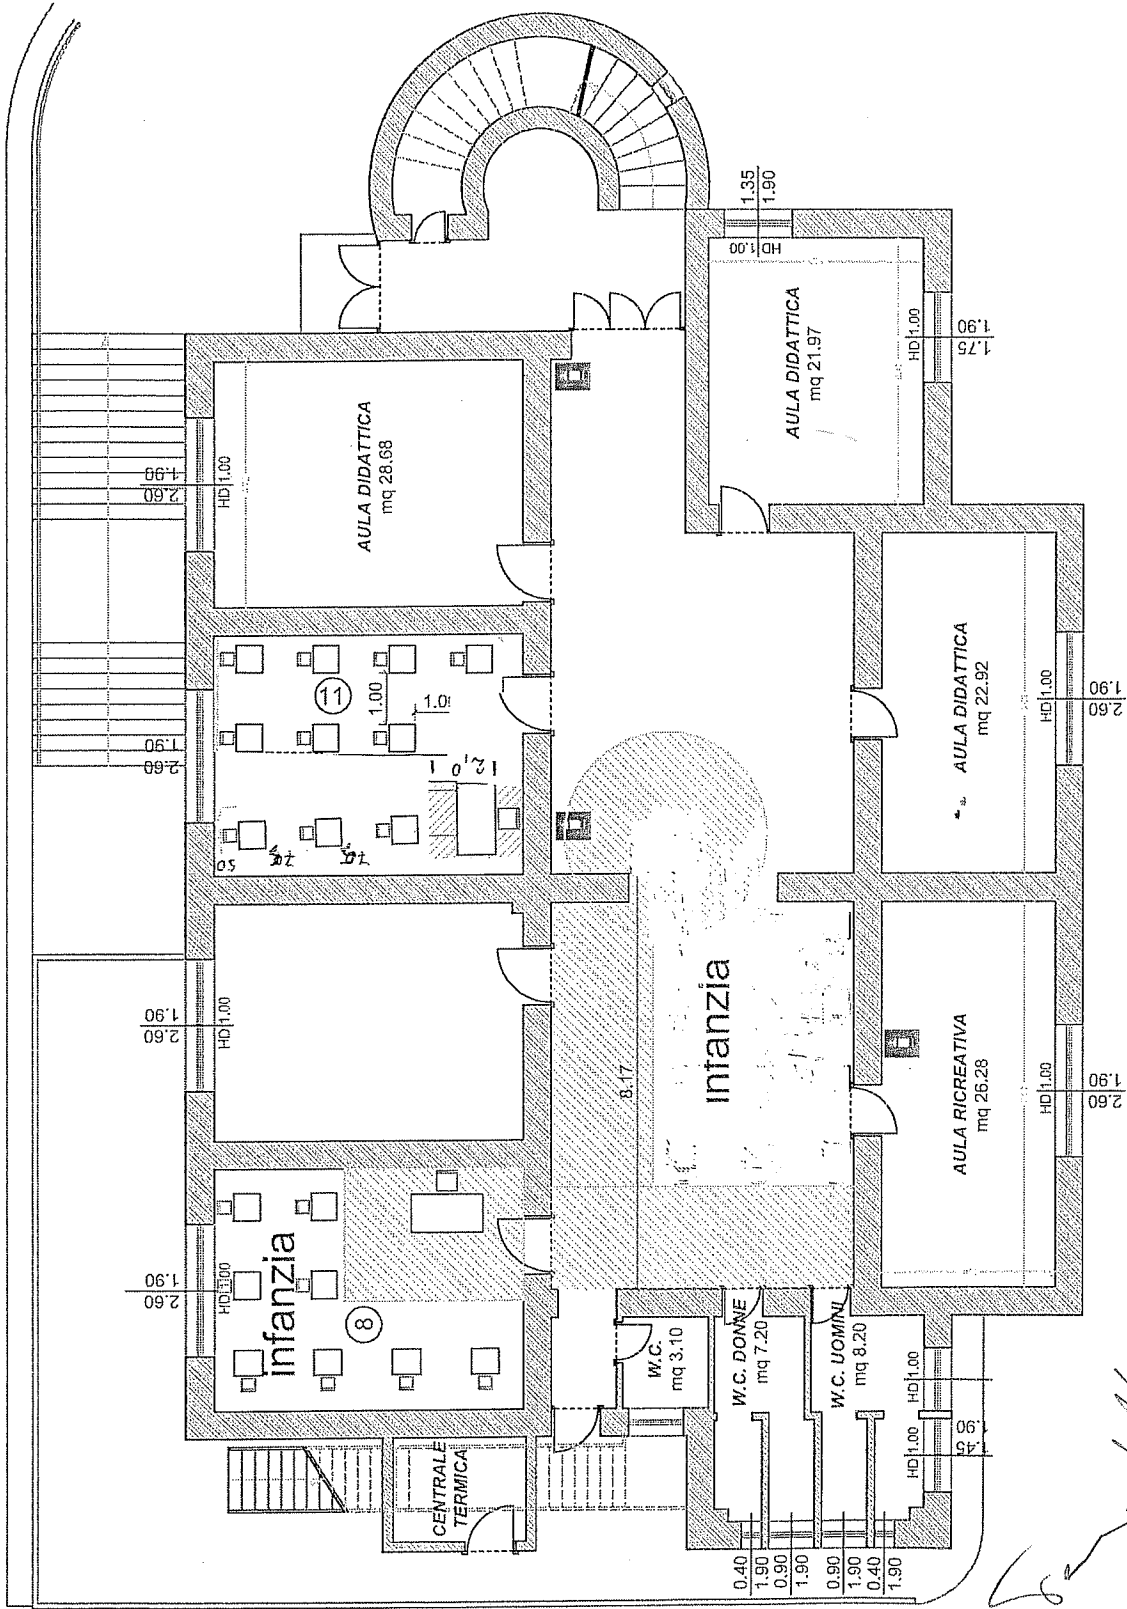 1.35
1.90
HD 1.00
AULA DIDATTICA
mq 21.97
HD 1.00
1.90
1.75
AULA DIDATTICA
mq 28.68
HD 1.00
1.90
2.60
11
1.00
1.90
2.60
1
50
70
70
AULA DIDATTICA
mq 22.92
HD 1.00
1.90
2.60
HD 1.00
1.90
2.60
8.17
infanzia
AULA RICREATIVA
mq 26.28
HD 1.00
1.90
2.60
infanzia
8
HD 1.00
1.90
2.60
W.C.
mq 3.10
W.C. DONNE
mq 7.20
W.C. UOMINI
mq 8.20
HD 1.00
HD 1.00
1.90
1.45
CENTRALE
TERMICA
0.40
1.90
0.90
1.90
0.90
1.90
0.40
1.90